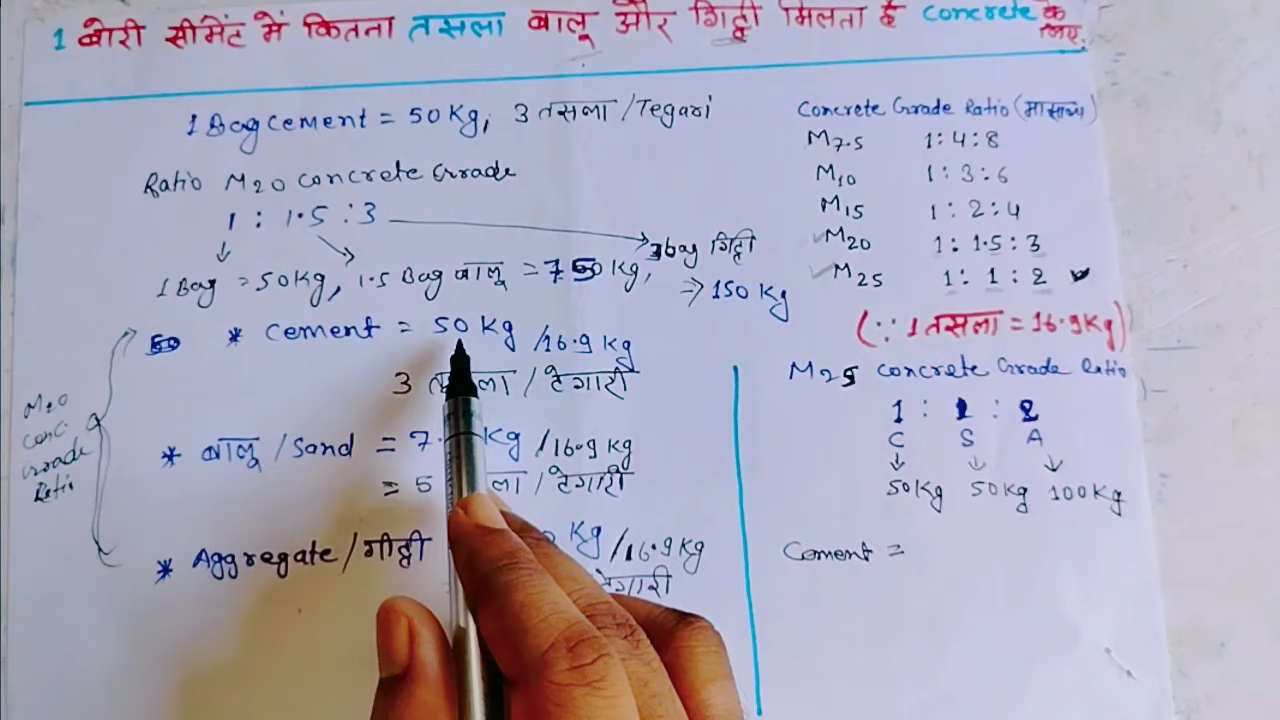 1 बोरी सीमेंट में कितना तसला बालू और गिट्टी मिलता है concrete के लिए.
1 Bag cement = 50 Kg, 3 तसला / Tegari
Ratio M20 concrete Grade
1 : 1.5 : 3
3 bag गिट्टी
1 Bag = 50 Kg, 1.5 Bag बालू = 750 Kg,
⇒ 150 Kg
* Cement = 50 Kg / 16.9 Kg
3 / टेगारी
* बालू / Sand = 7 Kg / 16.9 Kg
= 5 / टेगारी
* Aggregate / गीट्टी Kg / 16.9 Kg
टेगारी
M20
conc.
Grade
Ratio
Concrete Grade Ratio
M7.5 1 : 4 : 8
M10 1 : 3 : 6
M15 1 : 2 : 4
M20 1 : 1.5 : 3
M25 1 : 1 : 2
(∵ 1 तसला = 16.9 Kg)
M25 concrete Grade Ratio
1 : 1 : 2
C S A
50 Kg 50 Kg 100 Kg
Cement =